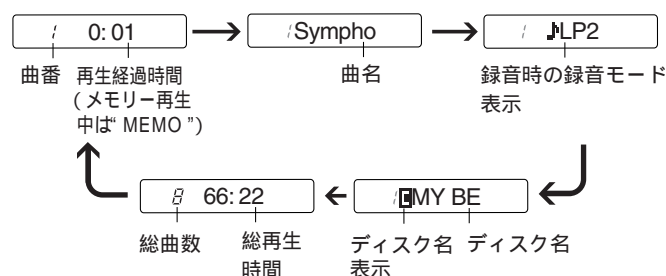 1 0:01
1Sympho
1 ♪LP2
曲番
再生経過時間
(メモリー再生
中は“MEMO”)
曲名
録音時の録音モード
表示
8 66:22
1 MY BE
総曲数
総再生
時間
ディスク名
表示
ディスク名